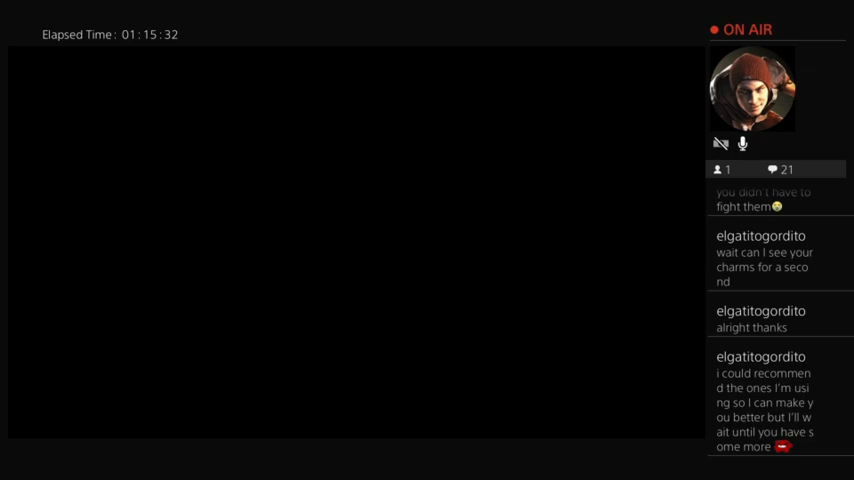 Elapsed Time: 01:15:32
ON AIR
1 21
you didn't have to
fight them😭
elgatitogordito
wait can I see your
charms for a seco
nd
elgatitogordito
alright thanks
elgatitogordito
i could recommen
d the ones I'm usi
ng so I can make y
ou better but I'll w
ait until you have s
ome more